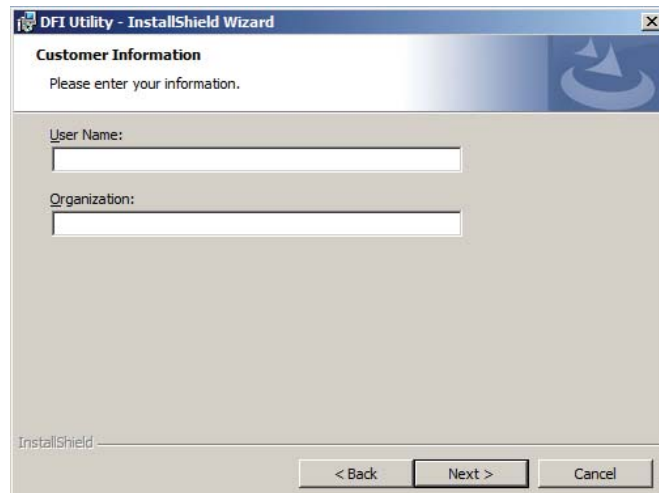 DFI Utility - InstallShield Wizard
Customer Information
Please enter your information.
User Name:
Organization:
InstallShield
< Back Next > Cancel